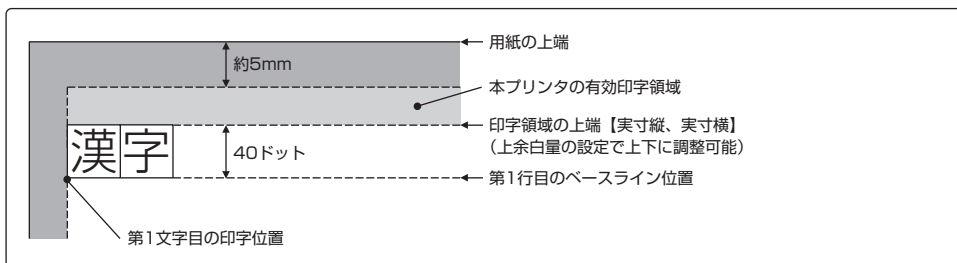 用紙の上端
約5mm
本プリンタの有効印字領域
印字領域の上端【実寸縦、実寸横】
（上余白量の設定で上下に調整可能）
漢字
40ドット
第1行目のベースライン位置
第1文字目の印字位置